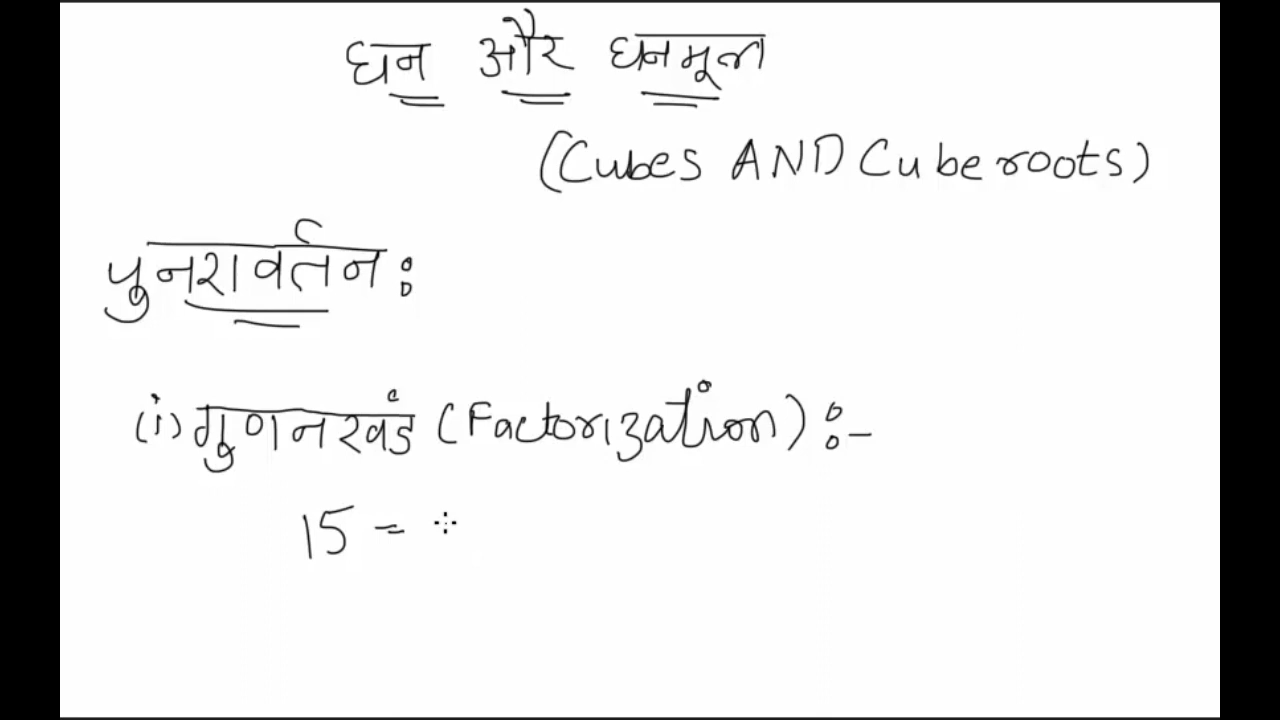 घन और घनमूल
(Cubes AND Cube roots)
पुनरावर्तन:
(i) गुणनखंड (Factorization) :-
15 =